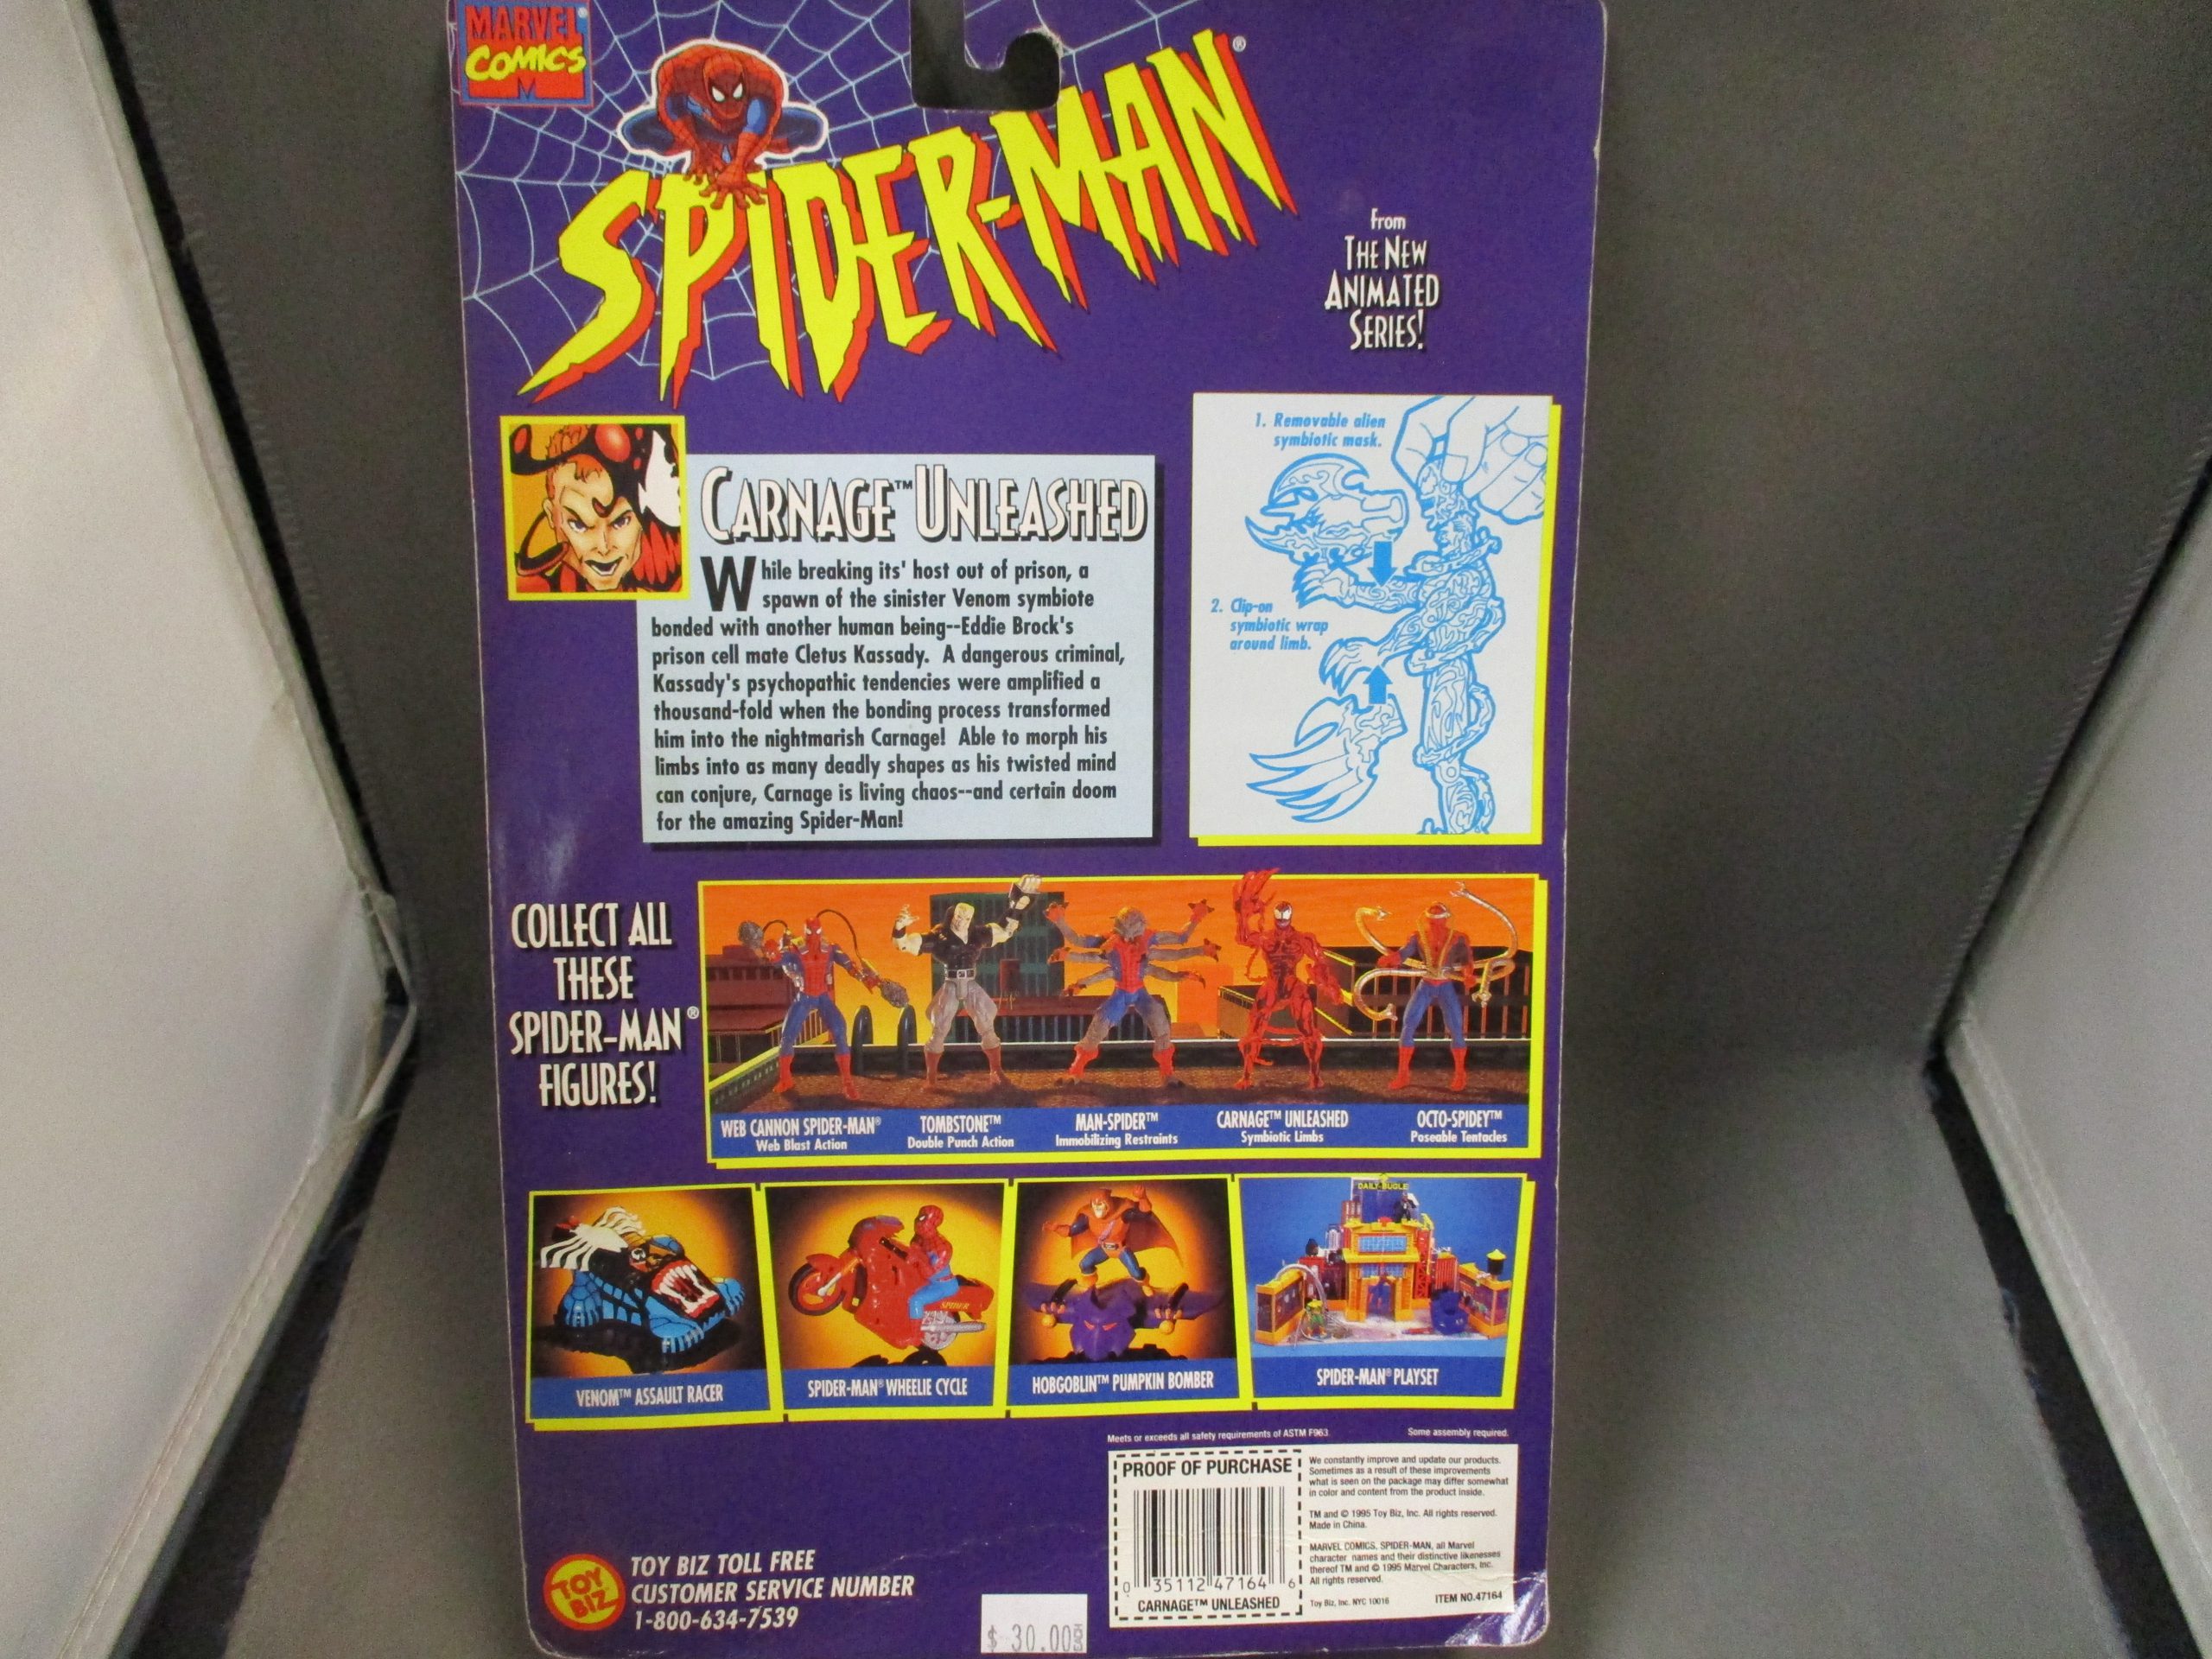 MARVEL®
COMICS
M
SPIDER-MAN®
From
THE NEW
ANIMATED
SERIES!
CARNAGE™ UNLEASHED
While breaking its' host out of prison, a
spawn of the sinister Venom symbiote
bonded with another human being--Eddie Brock's
prison cell mate Cletus Kassady. A dangerous criminal,
Kassady's psychopathic tendencies were amplified a
thousand-fold when the bonding process transformed
him into the nightmarish Carnage! Able to morph his
limbs into as many deadly shapes as his twisted mind
can conjure, Carnage is living chaos--and certain doom
for the amazing Spider-Man!
1. Removable alien
symbiotic mask.
2. Clip-on
symbiotic wrap
around limb.
COLLECT ALL
THESE
SPIDER-MAN®
FIGURES!
WEB CANNON SPIDER-MAN®
Web Blast Action
TOMBSTONE™
Double Punch Action
MAN-SPIDER™
Immobilizing Restraints
CARNAGE™ UNLEASHED
Symbiotic Limbs
OCTO-SPIDEY™
Poseable Tentacles
SPIDER
DAILY BUGLE
VENOM™ ASSAULT RACER
SPIDER-MAN® WHEELIE CYCLE
HOBGOBLIN™ PUMPKIN BOMBER
SPIDER-MAN® PLAYSET
Meets or exceeds all safety requirements of ASTM F963.
Some assembly required.
PROOF OF PURCHASE
0 35112 47164 6
CARNAGE™ UNLEASHED
We constantly improve and update our products.
Sometimes as a result of these improvements
what is seen on the package may differ somewhat
in color and content from the product inside.
TM and © 1995 Toy Biz, Inc. All rights reserved.
Made in China.
MARVEL COMICS, SPIDER-MAN, all Marvel
character names and their distinctive likenesses
thereof TM and © 1995 Marvel Characters, Inc.
All rights reserved.
Toy Biz, Inc. NYC 10016
ITEM NO.47164
TOY
BIZ
TOY BIZ TOLL FREE
CUSTOMER SERVICE NUMBER
1-800-634-7539
$ 30.00